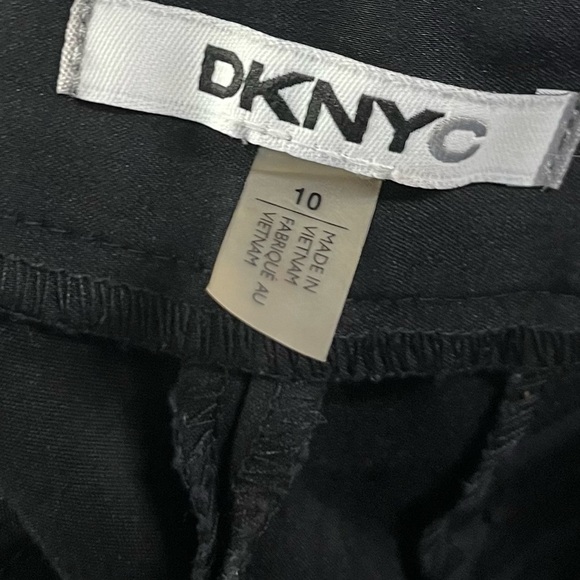 DKNYC
10
MADE IN
VIETNAM
FABRIQUÉ AU
VIETNAM